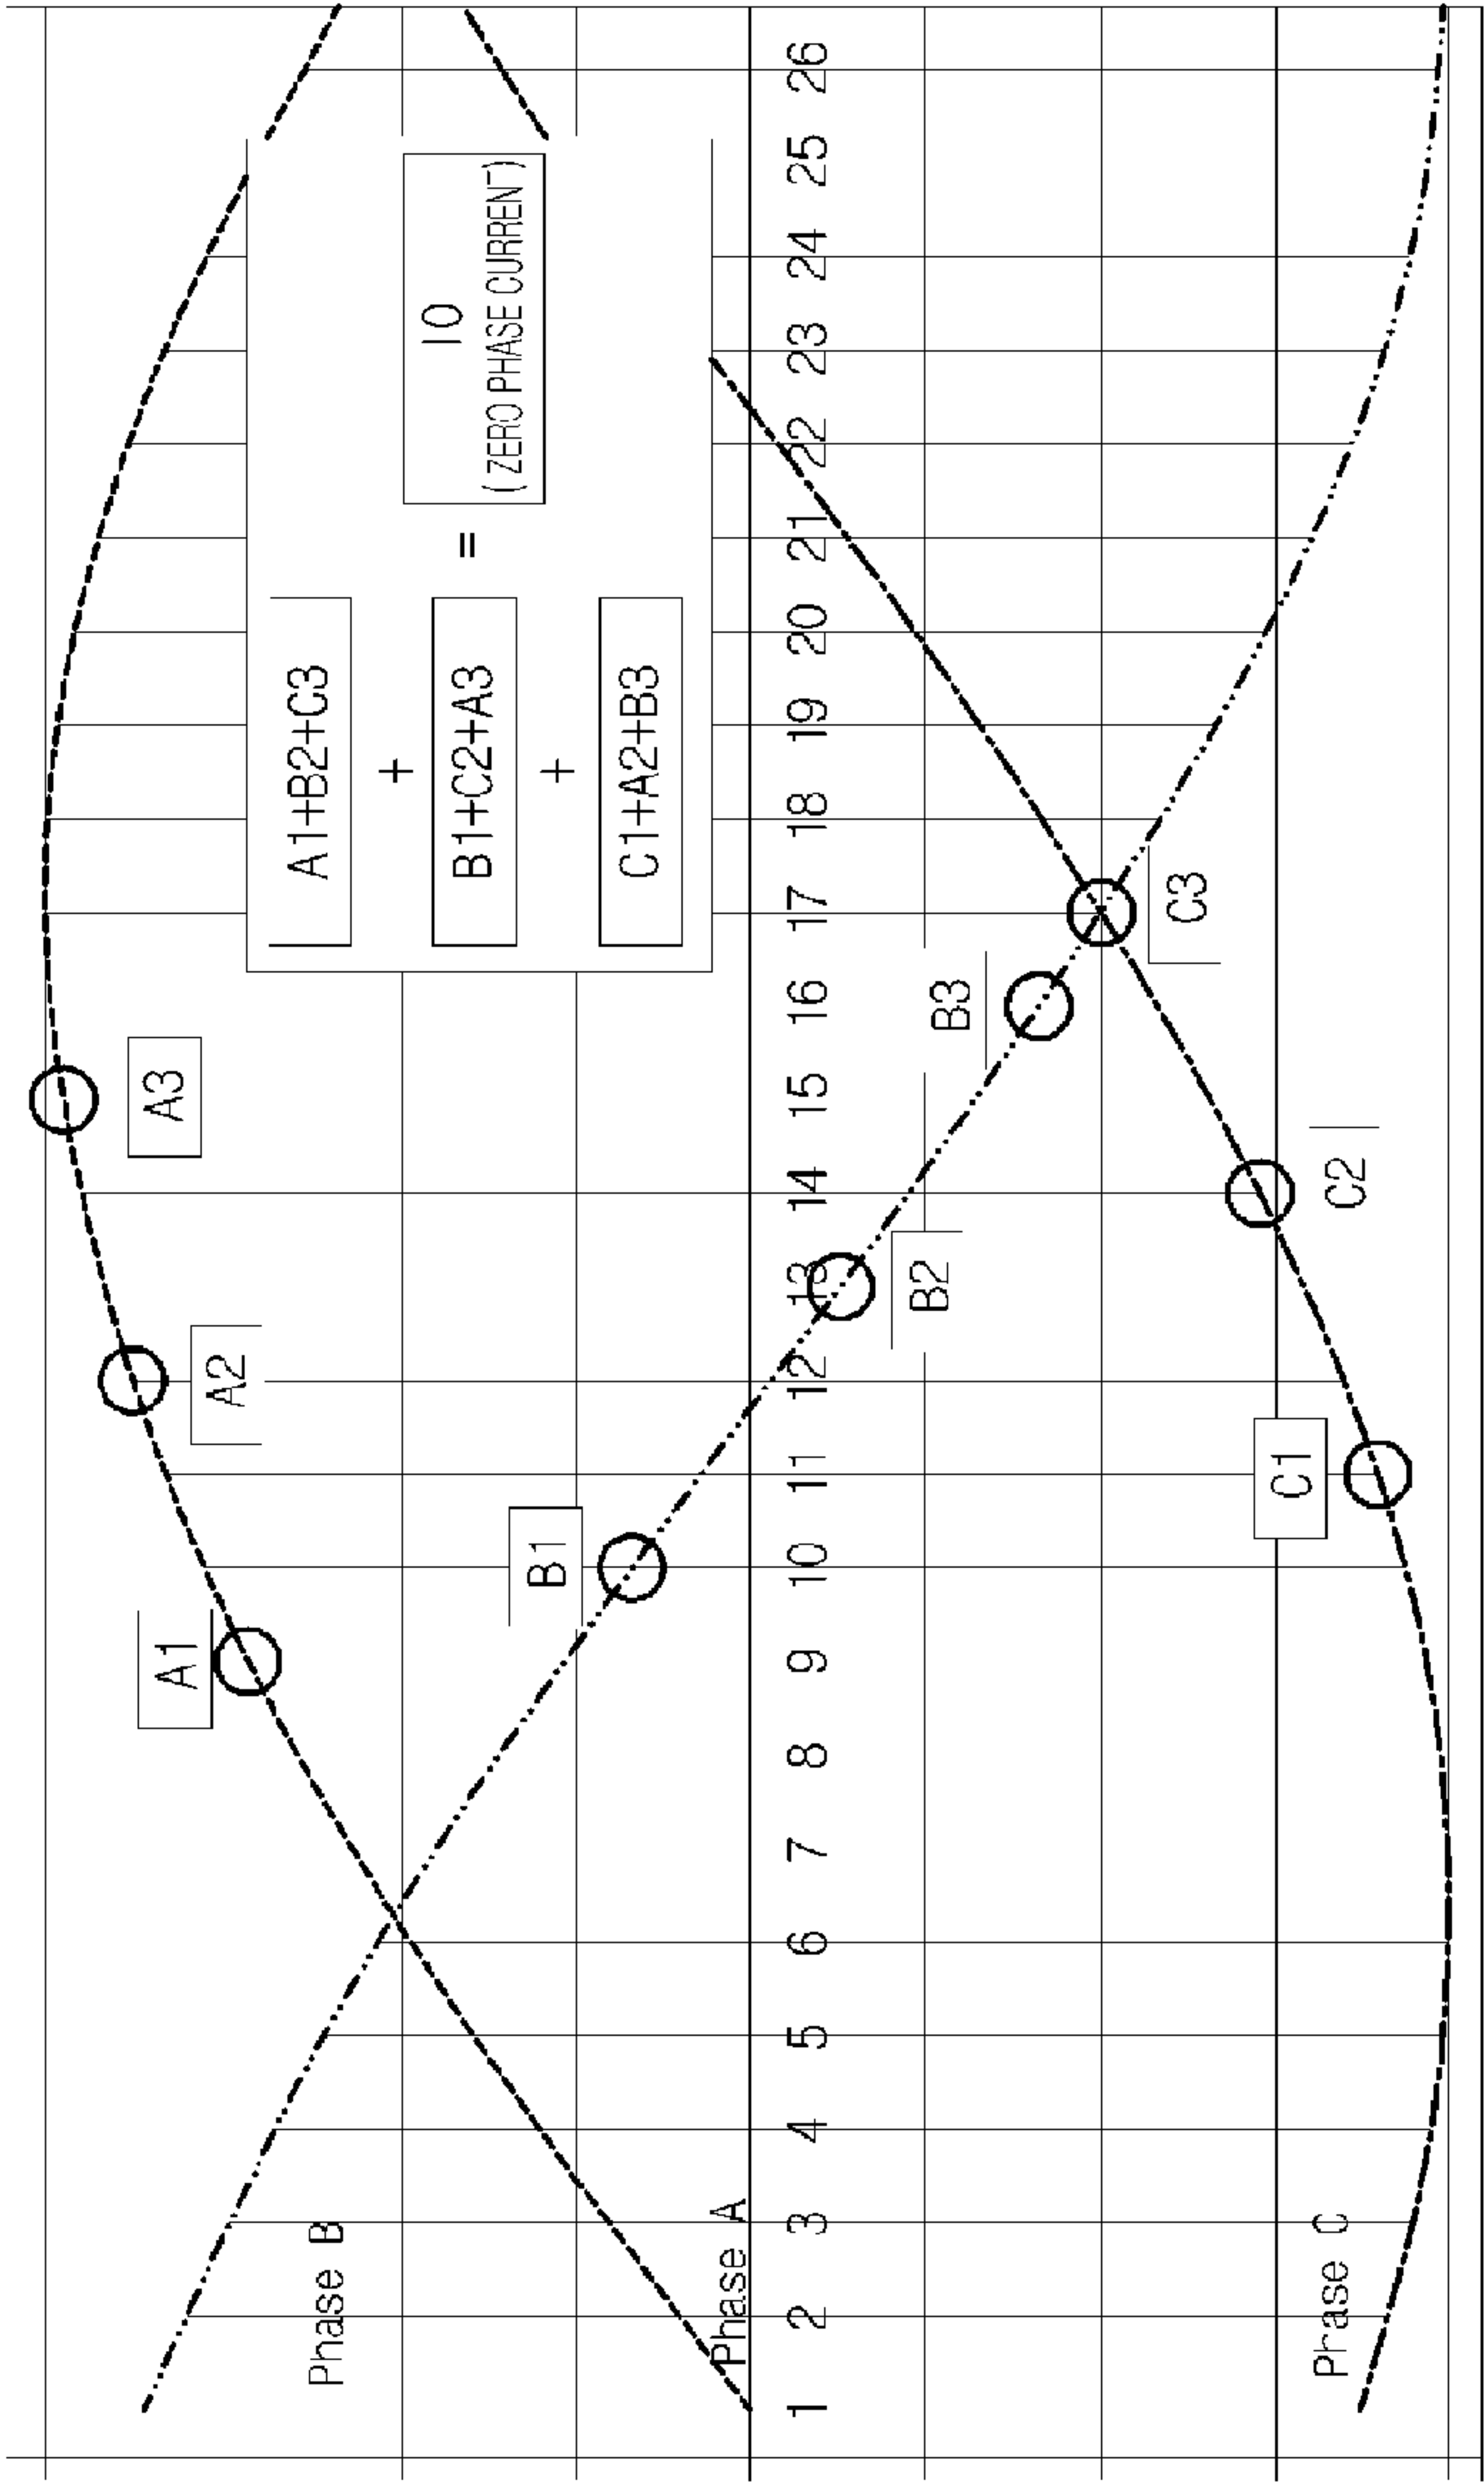 A3
A2
A1
A1+B2+C3
+
B1+C2+A3
+
C1+A2+B3
=
I0
( ZERO PHASE CURRENT)
Phase B
B1
Phase A
1 2 3 4 5 6 7 8 9 10 11 12 13 14 15 16 17 18 19 20 21 22 23 24 25 26
B3
B2
C3
C1
C2
Phase C